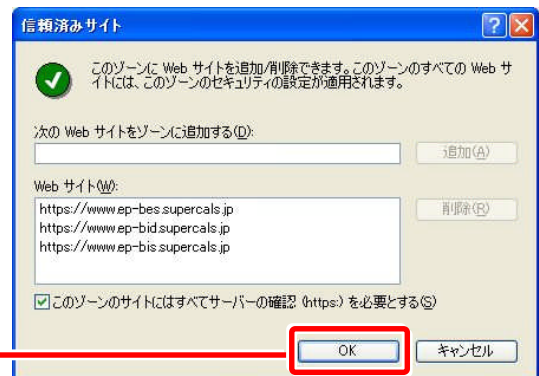 信頼済みサイト
このゾーンに Web サイトを追加/削除できます。このゾーンのすべての Web サ
イトには、このゾーンのセキュリティの設定が適用されます。
次の Web サイトをゾーンに追加する(D):
追加(A)
Web サイト(W):
https://www.ep-bes.supercals.jp
https://www.ep-bid.supercals.jp
https://www.ep-bis.supercals.jp
削除(R)
このゾーンのサイトにはすべてサーバーの確認 (https:) を必要とする(S)
OK
キャンセル